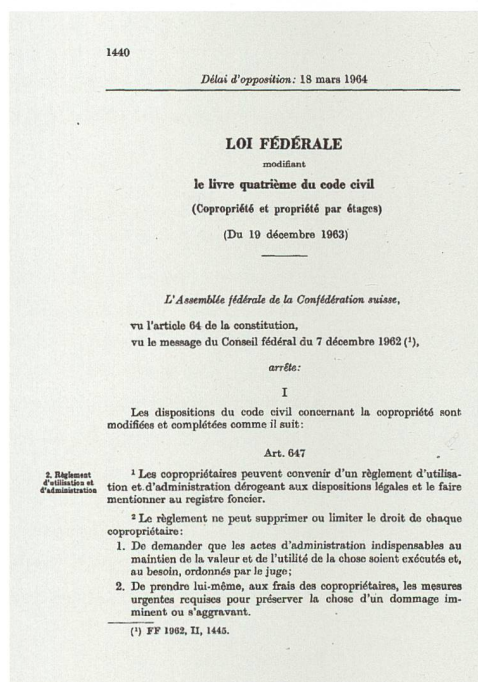 1440
Délai d'opposition: 18 mars 1964
LOI FÉDÉRALE
modifiant
le livre quatrième du code civil
(Copropriété et propriété par étages)
(Du 19 décembre 1963)
L'Assemblée fédérale de la Confédération suisse,
vu l'article 64 de la constitution,
vu le message du Conseil fédéral du 7 décembre 1962 (¹),
arrête:
I
Les dispositions du code civil concernant la copropriété sont
modifiées et complétées comme il suit:
Art. 647
2. Règlement
d'utilisation et
d'administration
¹ Les copropriétaires peuvent convenir d'un règlement d'utilisa-
tion et d'administration dérogeant aux dispositions légales et le faire
mentionner au registre foncier.
² Le règlement ne peut supprimer ou limiter le droit de chaque
copropriétaire:
1. De demander que les actes d'administration indispensables au
maintien de la valeur et de l'utilité de la chose soient exécutés et,
au besoin, ordonnés par le juge;
2. De prendre lui-même, aux frais des copropriétaires, les mesures
urgentes requises pour préserver la chose d'un dommage im-
minent ou s'aggravant.
(¹) FF 1962, II, 1445.